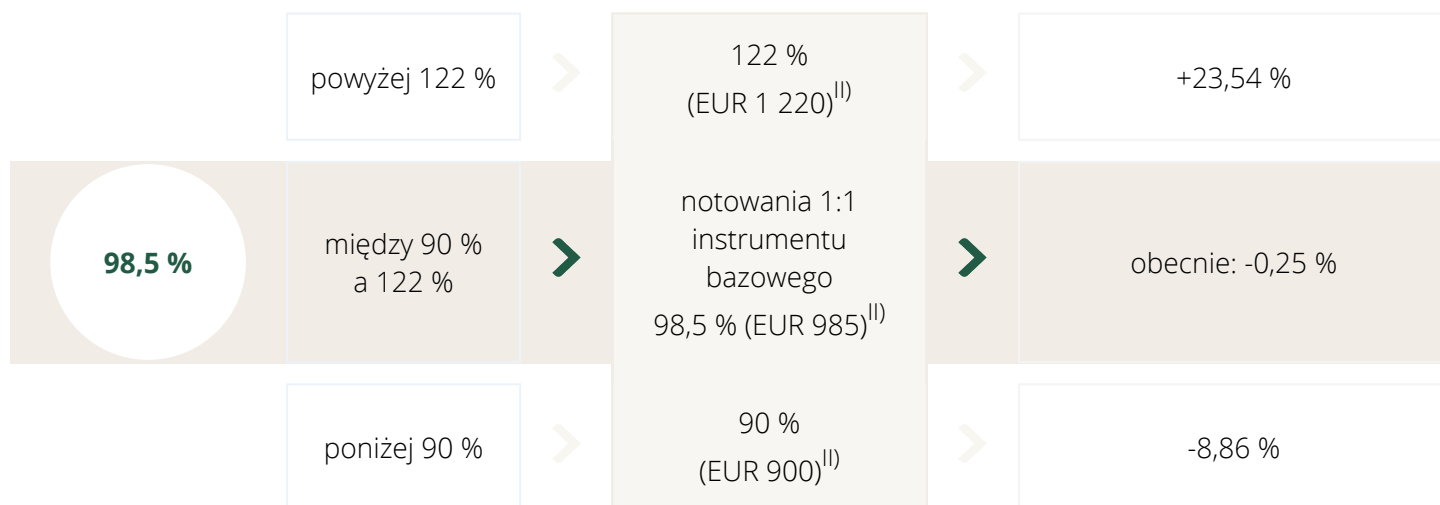 powyżej 122 %
122 %
(EUR 1 220)II)
+23,54 %
98,5 %
między 90 %
a 122 %
notowania 1:1
instrumentu
bazowego
98,5 % (EUR 985)II)
obecnie: -0,25 %
poniżej 90 %
90 %
(EUR 900)II)
-8,86 %